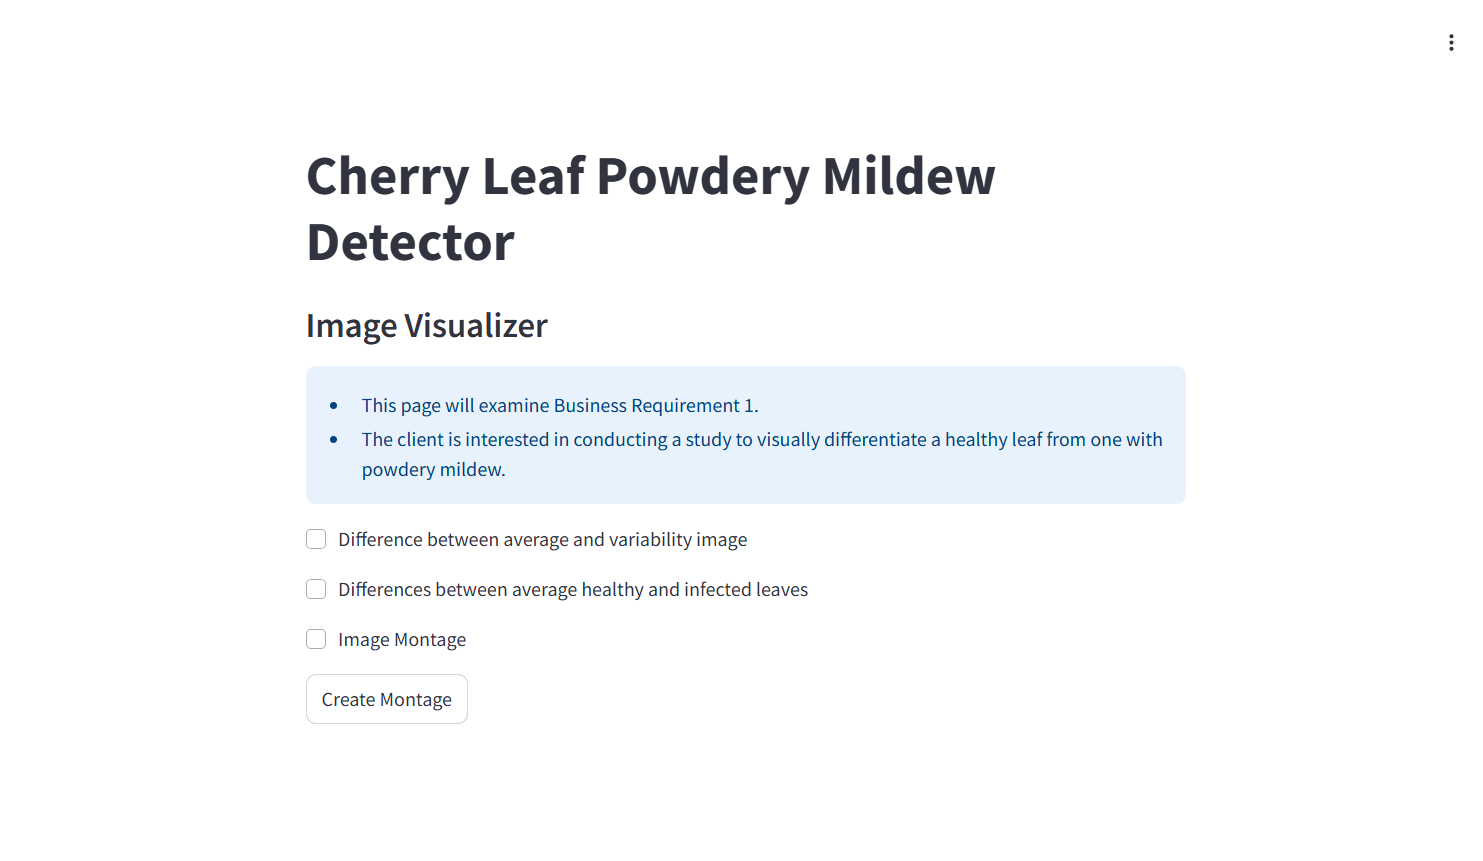 Cherry Leaf Powdery Mildew
Detector
Image Visualizer
This page will examine Business Requirement 1.
The client is interested in conducting a study to visually differentiate a healthy leaf from one with
powdery mildew.
Difference between average and variability image
Differences between average healthy and infected leaves
Image Montage
Create Montage